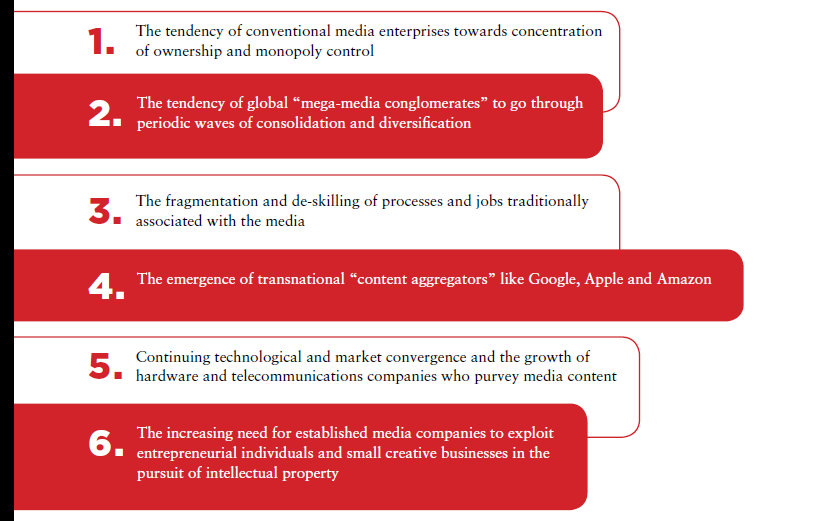 1.
The tendency of conventional media enterprises towards concentration
of ownership and monopoly control
2.
The tendency of global “mega-media conglomerates” to go through
periodic waves of consolidation and diversification
3.
The fragmentation and de-skilling of processes and jobs traditionally
associated with the media
4.
The emergence of transnational “content aggregators” like Google, Apple and Amazon
5.
Continuing technological and market convergence and the growth of
hardware and telecommunications companies who purvey media content
6.
The increasing need for established media companies to exploit
entrepreneurial individuals and small creative businesses in the
pursuit of intellectual property